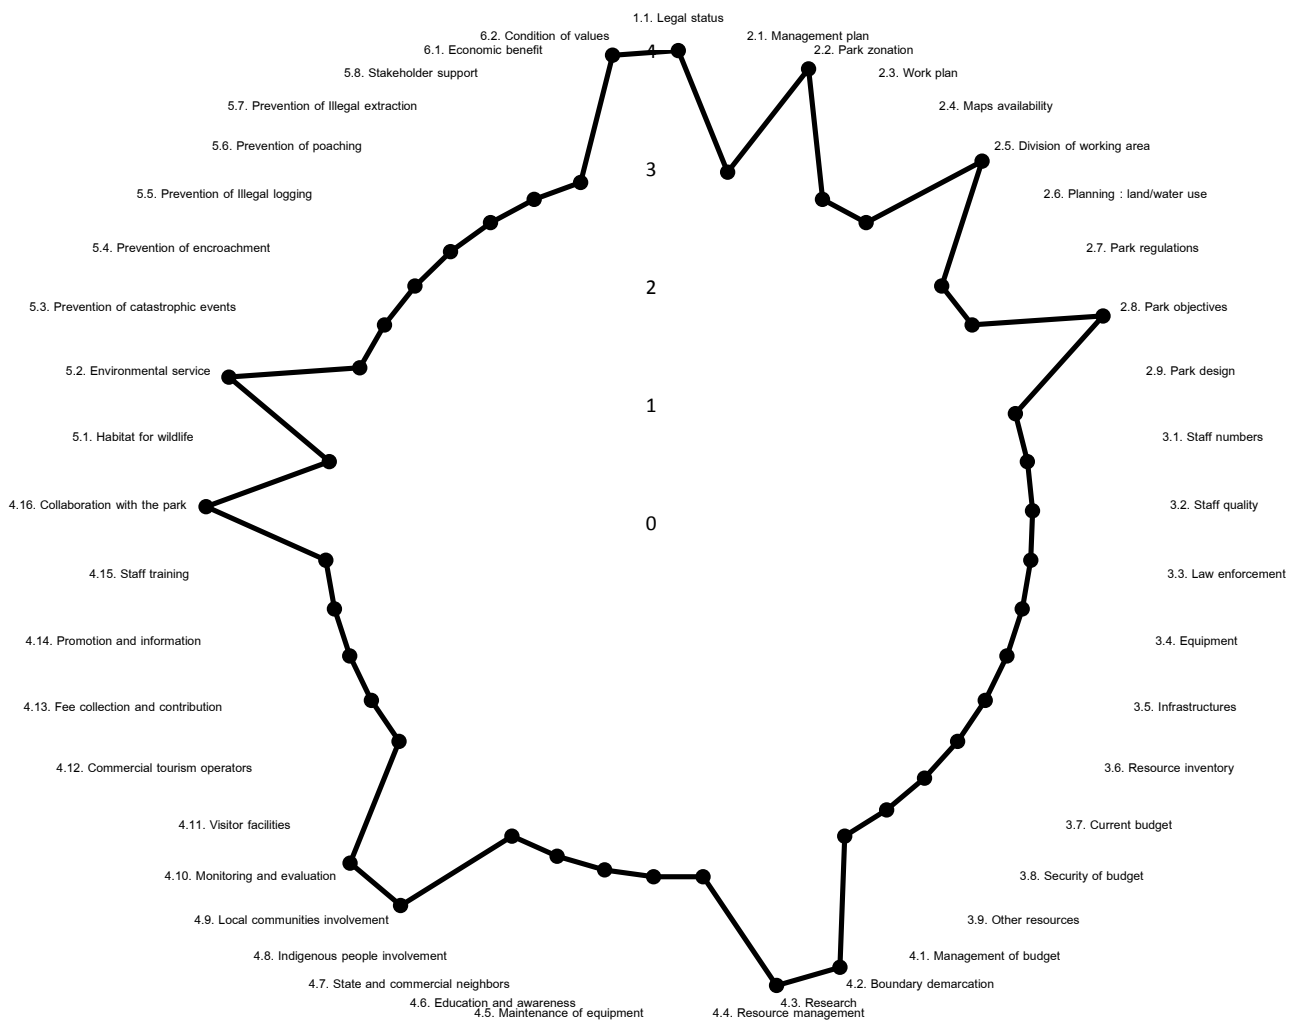 1.1. Legal status
2.1. Management plan
2.2. Park zonation
2.3. Work plan
2.4. Maps availability
2.5. Division of working area
2.6. Planning : land/water use
2.7. Park regulations
2.8. Park objectives
2.9. Park design
3.1. Staff numbers
3.2. Staff quality
3.3. Law enforcement
3.4. Equipment
3.5. Infrastructures
3.6. Resource inventory
3.7. Current budget
3.8. Security of budget
3.9. Other resources
4.1. Management of budget
4.2. Boundary demarcation
4.3. Research
4.4. Resource management
4.5. Maintenance of equipment
4.6. Education and awareness
4.7. State and commercial neighbors
4.8. Indigenous people involvement
4.9. Local communities involvement
4.10. Monitoring and evaluation
4.11. Visitor facilities
4.12. Commercial tourism operators
4.13. Fee collection and contribution
4.14. Promotion and information
4.15. Staff training
4.16. Collaboration with the park
5.1. Habitat for wildlife
5.2. Environmental service
5.3. Prevention of catastrophic events
5.4. Prevention of encroachment
5.5. Prevention of Illegal logging
5.6. Prevention of poaching
5.7. Prevention of Illegal extraction
5.8. Stakeholder support
6.1. Economic benefit
6.2. Condition of values
4
3
2
1
0